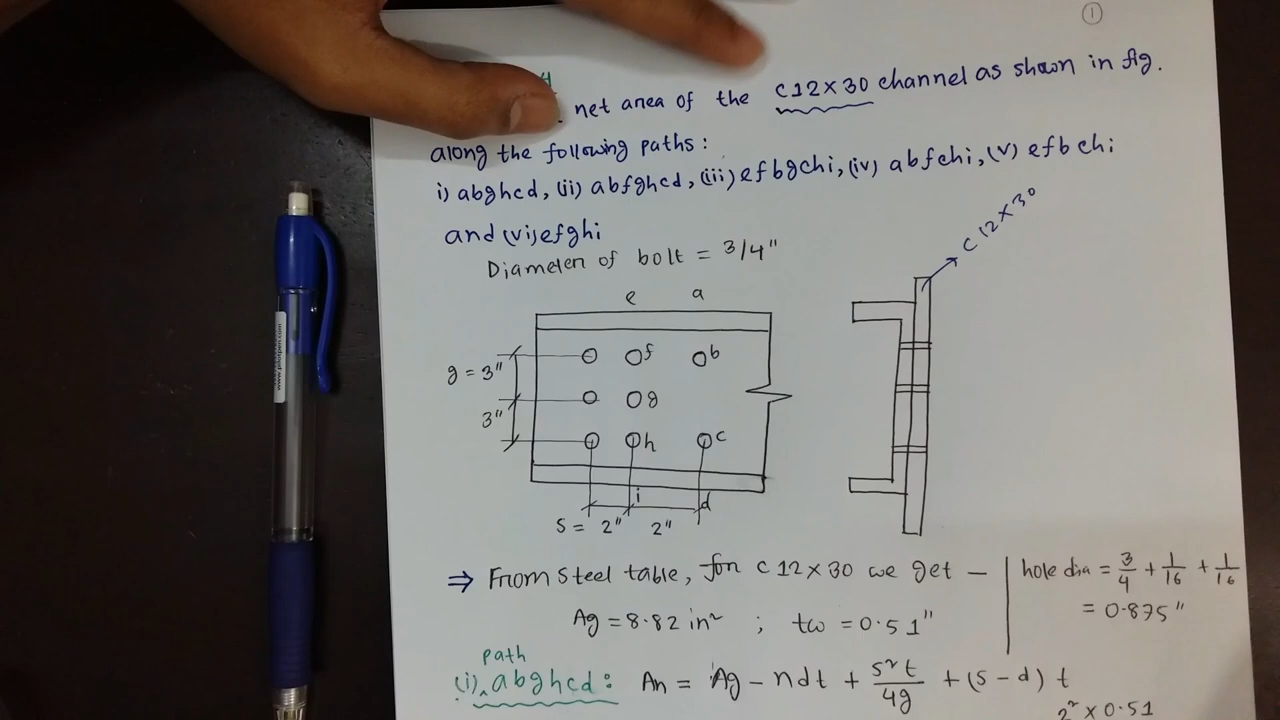 1
net area of the C12×30 channel as shown in fig.
along the following paths:
i) abghcd, (ii) abfghcd, (iii) efbgchi, (iv) abfchi, (v) efbchi
and (vi) efghi
Diameter of bolt = 3/4"
C 12×30
e a
f b
g = 3"
g
3"
h c
i d
S = 2" 2"
⇒ From steel table, for C 12×30 we get —
hole dia = 3/4 + 1/16 + 1/16
= 0.875"
Ag = 8.82 in² ; tw = 0.51"
path
(i) abghcd: An = Ag - ndt + s²t/4g + (s - d) t
2² × 0.51
www.pilotpen.com